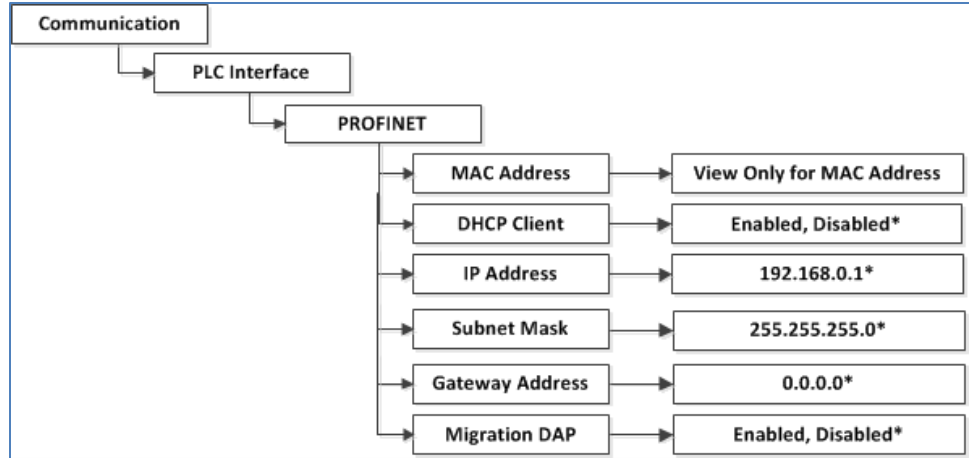 Communication
PLC Interface
PROFINET
MAC Address
View Only for MAC Address
DHCP Client
Enabled, Disabled*
IP Address
192.168.0.1*
Subnet Mask
255.255.255.0*
Gateway Address
0.0.0.0*
Migration DAP
Enabled, Disabled*